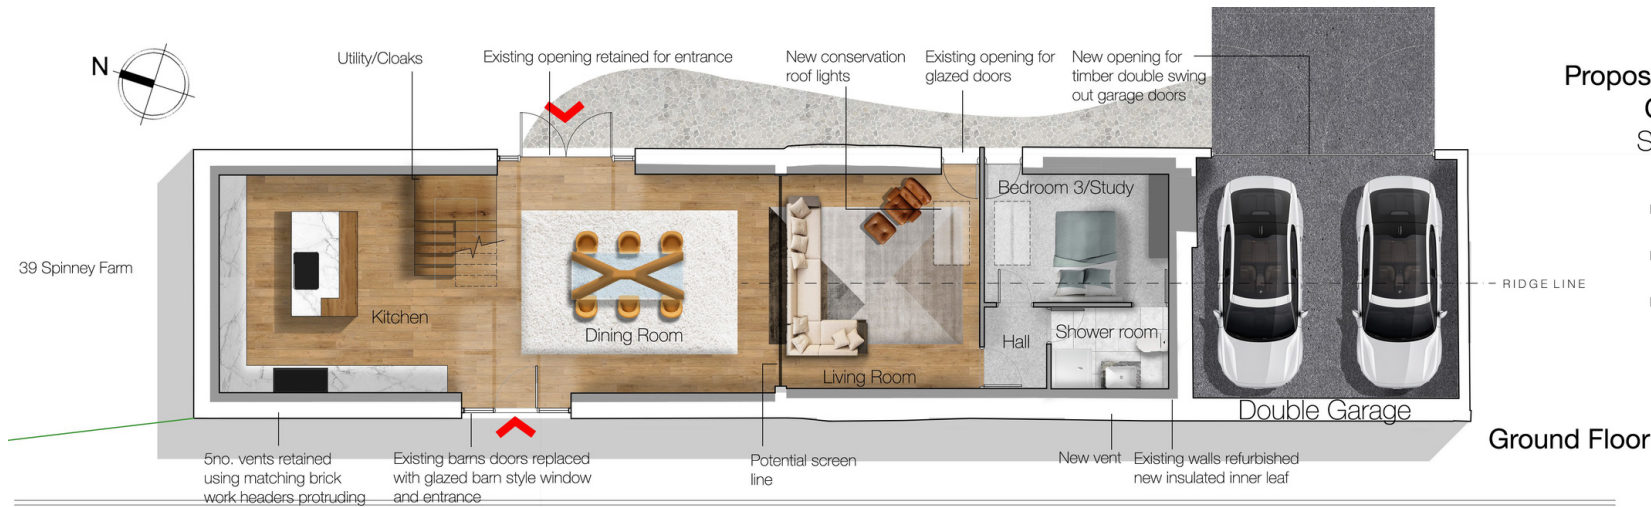 N
Utility/Cloaks
Existing opening retained for entrance
New conservation
roof lights
Existing opening for
glazed doors
New opening for
timber double swing
out garage doors
Propos
Bedroom 3/Study
39 Spinney Farm
RIDGE LINE
Kitchen
Dining Room
Hall
Shower room
Living Room
Double Garage
Ground Floor
5no. vents retained
using matching brick
work headers protruding
Existing barns doors replaced
with glazed barn style window
and entrance
Potential screen
line
New vent
Existing walls refurbished
new insulated inner leaf